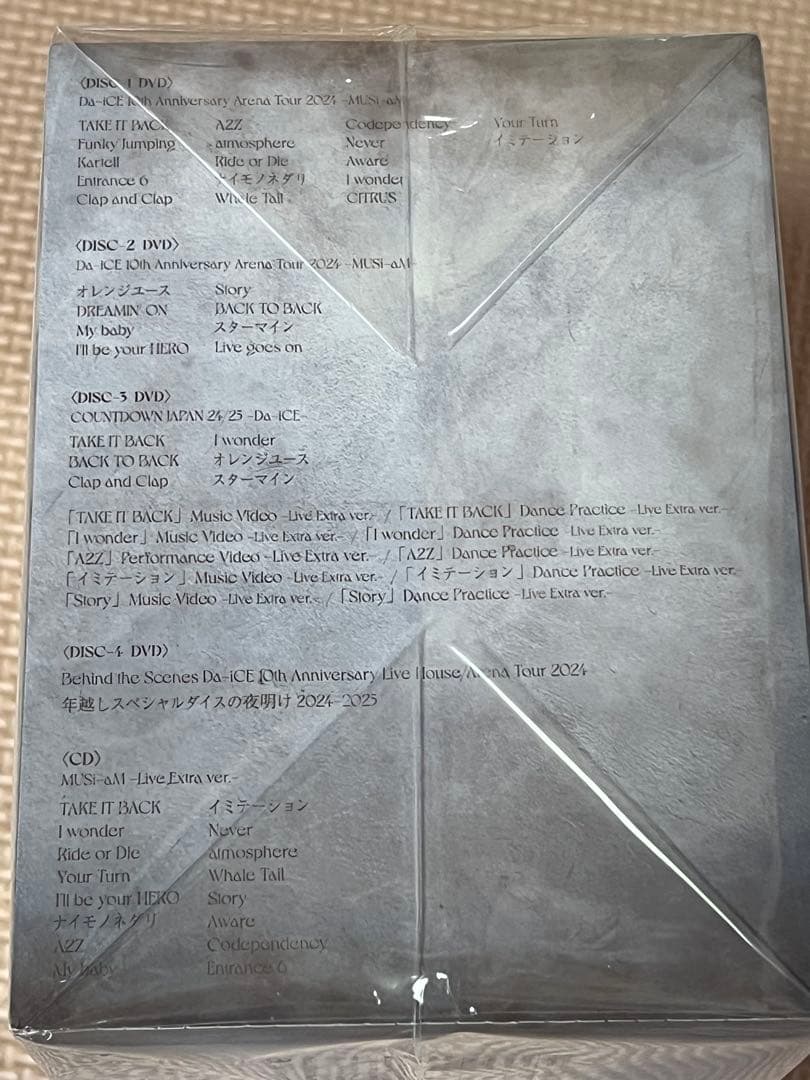 〈DISC-1 DVD〉
Da-iCE 10th Anniversary Arena Tour 2024 -MUSi-aM-
TAKE IT BACK A2Z Codependency Your Turn
Funky Jumping atmosphere Never イミテーション
Kartell Ride or Die Aware
Entrance 6 ナイモノネダリ I wonder
Clap and Clap Whale Tail CITRUS
〈DISC-2 DVD〉
Da-iCE 10th Anniversary Arena Tour 2024 -MUSi-aM-
オレンジユース Story
DREAMIN' ON BACK TO BACK
My baby スターマイン
I'll be your HERO Live goes on
〈DISC-3 DVD〉
COUNTDOWN JAPAN 24/25 -Da-iCE-
TAKE IT BACK I wonder
BACK TO BACK オレンジユース
Clap and Clap スターマイン
「TAKE IT BACK」Music Video -Live Extra ver.- /「TAKE IT BACK」Dance Practice -Live Extra ver.-
「I wonder」Music Video -Live Extra ver.- /「I wonder」Dance Practice -Live Extra ver.-
「A2Z」Performance Video -Live Extra ver.- /「A2Z」Dance Practice -Live Extra ver.-
「イミテーション」Music Video -Live Extra ver.- /「イミテーション」Dance Practice -Live Extra ver.-
「Story」Music Video -Live Extra ver.- /「Story」Dance Practice -Live Extra ver.-
〈DISC-4 DVD〉
Behind the Scenes Da-iCE 10th Anniversary Live House/Arena Tour 2024
年越しスペシャルダイスの夜明け 2024-2025
〈CD〉
MUSi-aM -Live Extra ver.-
TAKE IT BACK イミテーション
I wonder Never
Ride or Die atmosphere
Your Turn Whale Tail
I'll be your HERO Story
ナイモノネダリ Aware
A2Z Codependency
My baby Entrance 6